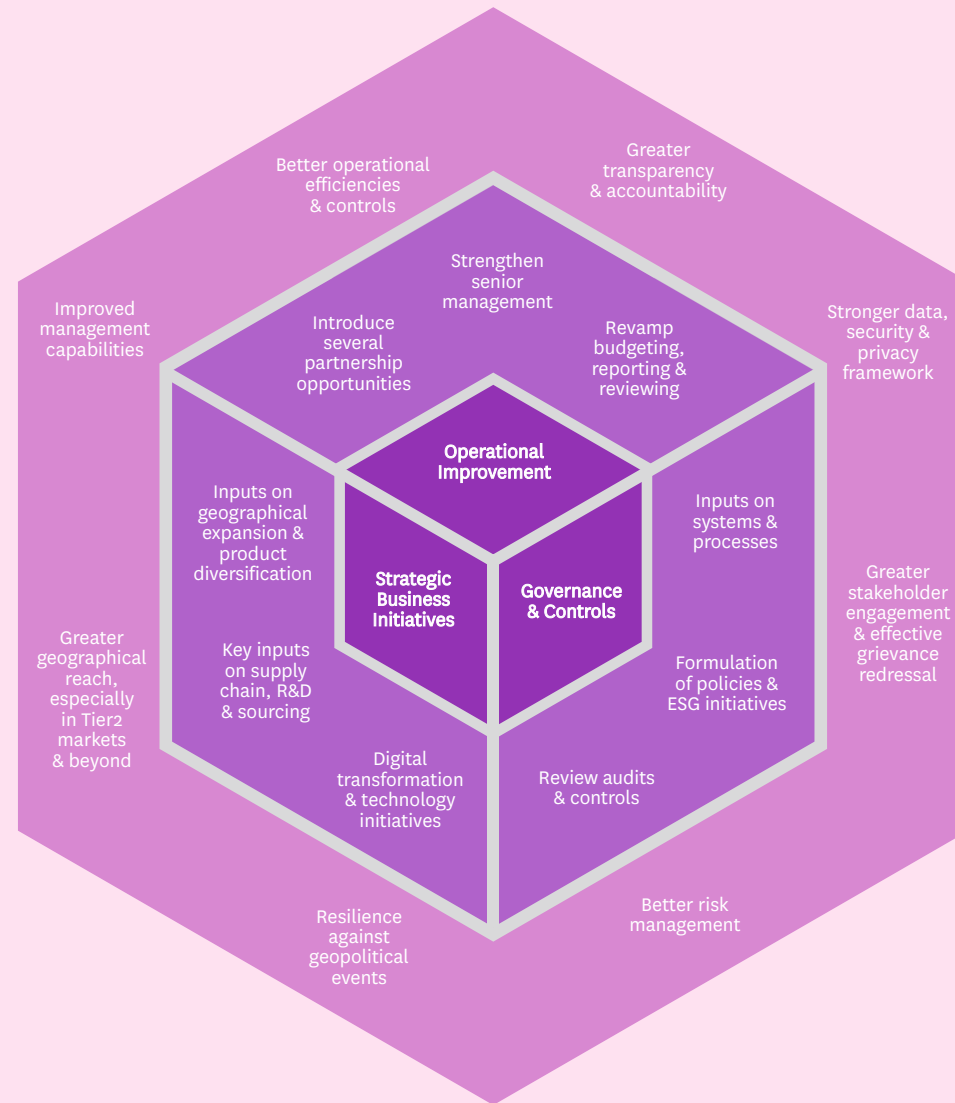 Better operational
efficiencies
& controls
Greater
transparency
& accountability
Improved
management
capabilities
Stronger data,
security &
privacy
framework
Strengthen
senior
management
Introduce
several
partnership
opportunities
Revamp
budgeting,
reporting &
reviewing
Operational
Improvement
Inputs on
geographical
expansion &
product
diversification
Inputs on
systems &
processes
Strategic
Business
Initiatives
Governance
& Controls
Greater
stakeholder
engagement
& effective
grievance
redressal
Greater
geographical
reach,
especially
in Tier2
markets
& beyond
Key inputs
on supply
chain, R&D
& sourcing
Formulation
of policies &
ESG initiatives
Digital
transformation
& technology
initiatives
Review audits
& controls
Resilience
against
geopolitical
events
Better risk
management